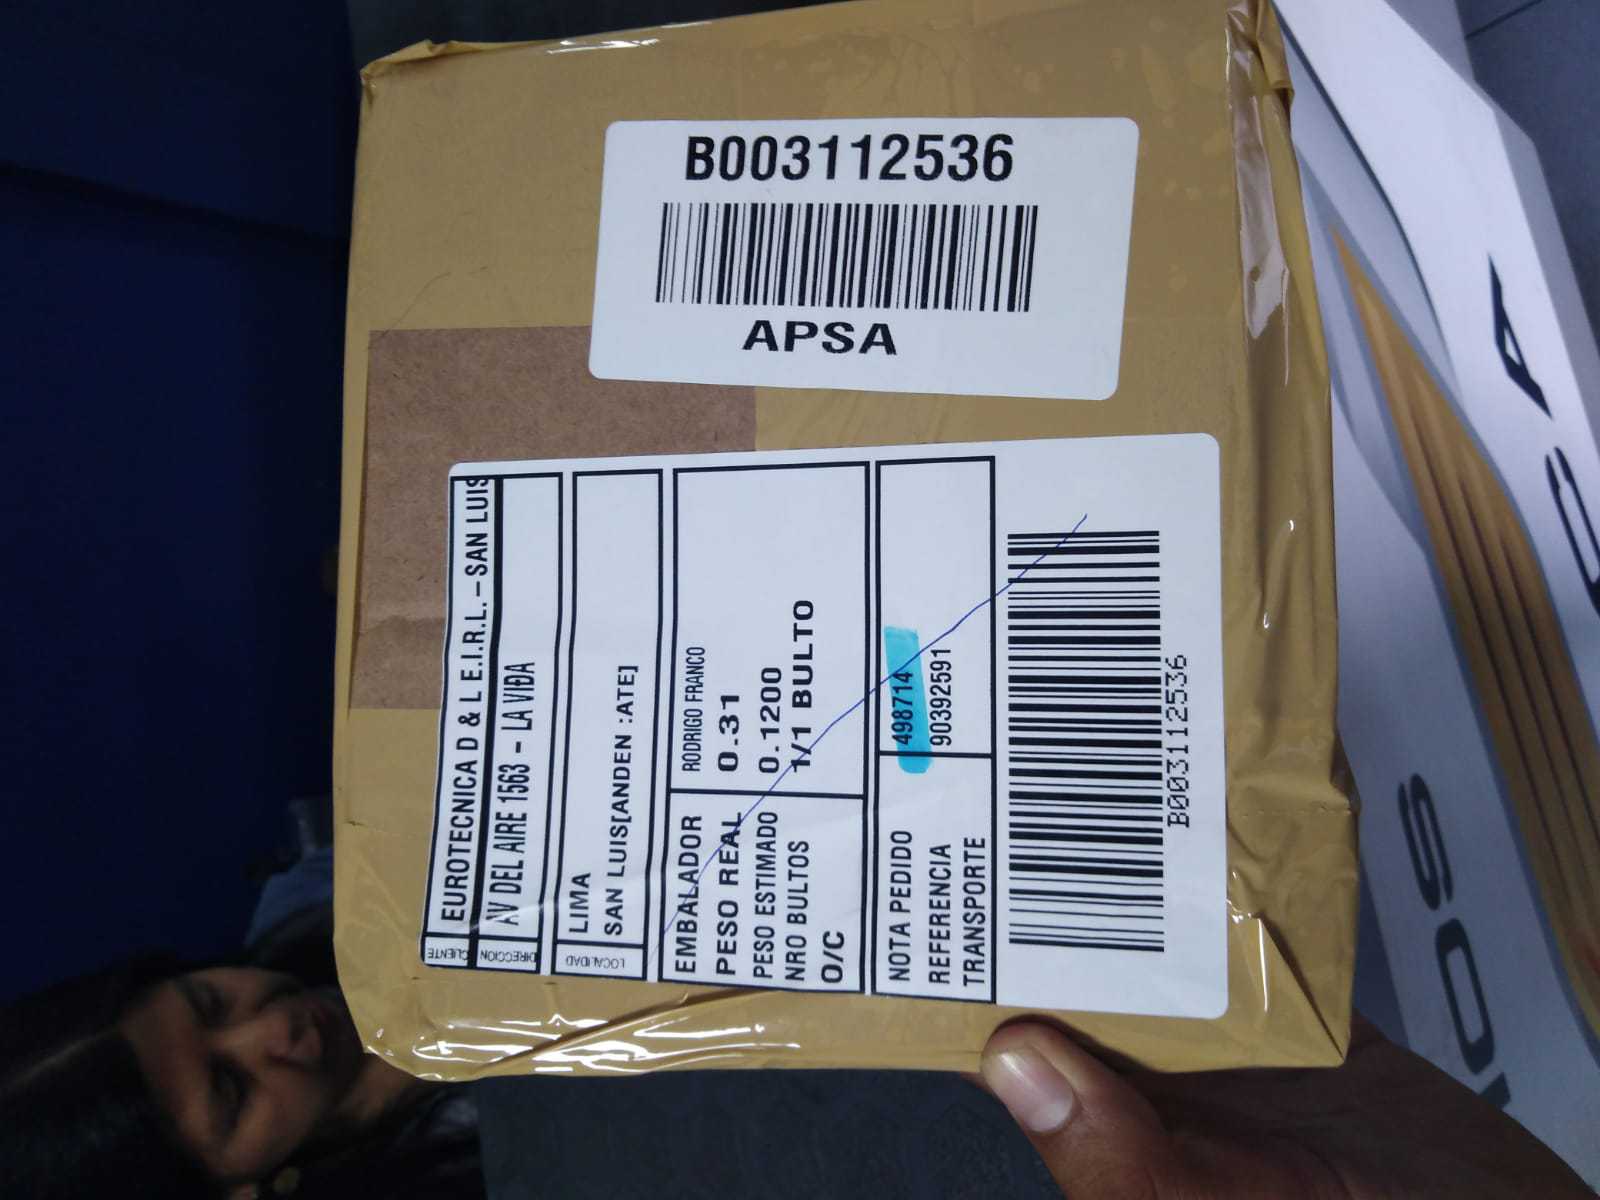 B003112536
APSA
CLIENTE
EUROTECNICA D & L E.I.R.L. - SAN LUIS
DIRECCION
AV DEL AIRE 1563 - LA VIÐA
LOCALIDAD
LIMA
SAN LUIS[ANDEN :ATE]
EMBALADOR RODRIGO FRANCO
PESO REAL 0.31
PESO ESTIMADO 0.1200
NRO BULTOS 1/1 BULTO
O/C
NOTA PEDIDO 498714
REFERENCIA 90392591
TRANSPORTE
B003112536